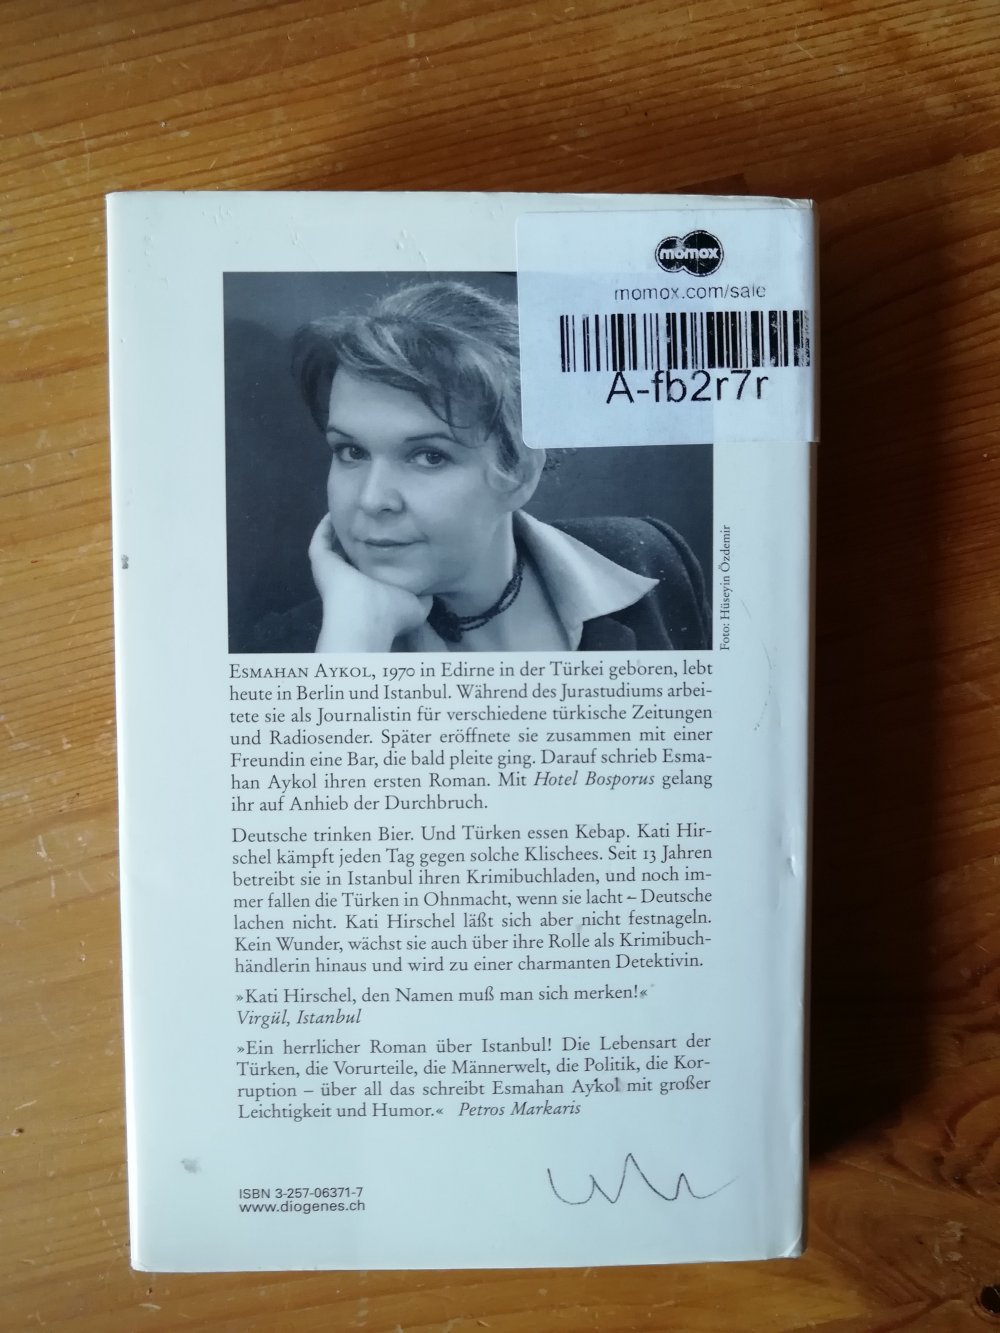 momox
momox.com/sale
A-fb2r7r
Foto: Hüseyin Özdemir
ESMAHAN AYKOL, 1970 in Edirne in der Türkei geboren, lebt
heute in Berlin und Istanbul. Während des Jurastudiums arbei-
tete sie als Journalistin für verschiedene türkische Zeitungen
und Radiosender. Später eröffnete sie zusammen mit einer
Freundin eine Bar, die bald pleite ging. Darauf schrieb Esma-
han Aykol ihren ersten Roman. Mit Hotel Bosporus gelang
ihr auf Anhieb der Durchbruch.
Deutsche trinken Bier. Und Türken essen Kebap. Kati Hir-
schel kämpft jeden Tag gegen solche Klischees. Seit 13 Jahren
betreibt sie in Istanbul ihren Krimibuchladen, und noch im-
mer fallen die Türken in Ohnmacht, wenn sie lacht – Deutsche
lachen nicht. Kati Hirschel läßt sich aber nicht festnageln.
Kein Wunder, wächst sie auch über ihre Rolle als Krimibuch-
händlerin hinaus und wird zu einer charmanten Detektivin.
»Kati Hirschel, den Namen muß man sich merken!«
Virgül, Istanbul
»Ein herrlicher Roman über Istanbul! Die Lebensart der
Türken, die Vorurteile, die Männerwelt, die Politik, die Kor-
ruption – über all das schreibt Esmahan Aykol mit großer
Leichtigkeit und Humor.« Petros Markaris
ISBN 3-257-06371-7
www.diogenes.ch